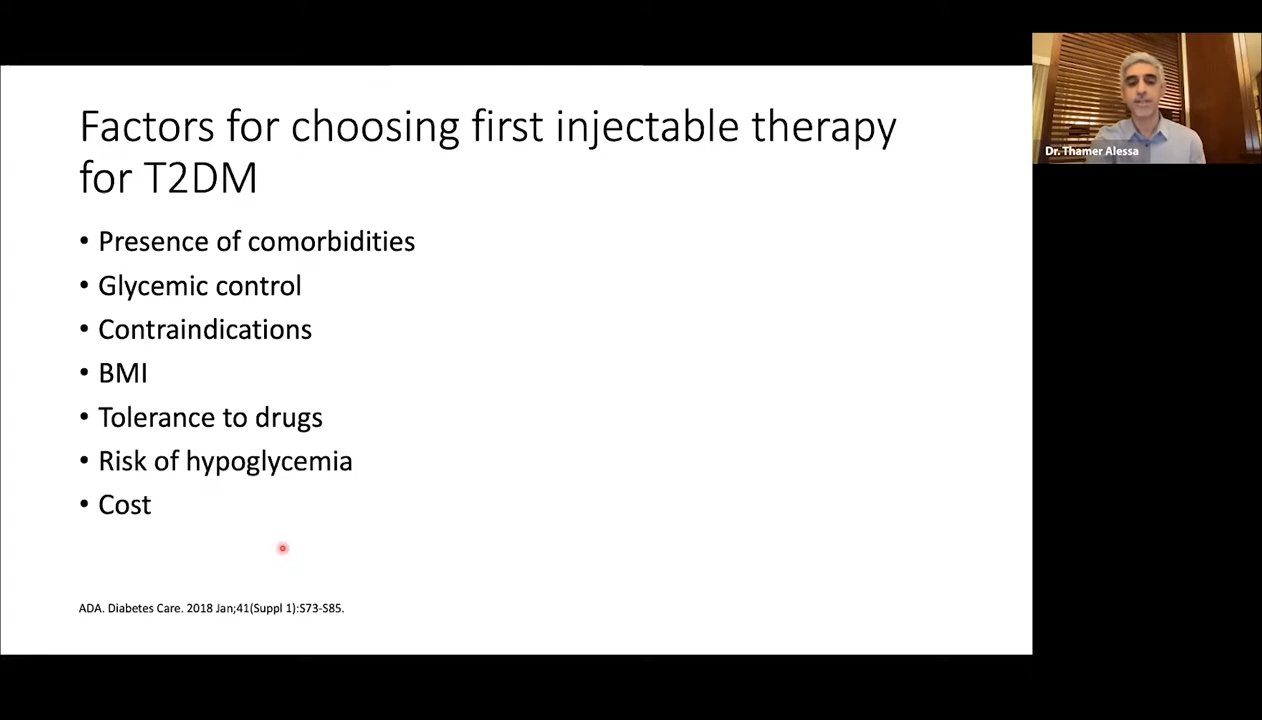 Factors for choosing first injectable therapy
for T2DM
• Presence of comorbidities
• Glycemic control
• Contraindications
• BMI
• Tolerance to drugs
• Risk of hypoglycemia
• Cost
ADA. Diabetes Care. 2018 Jan;41(Suppl 1):S73-S85.
Dr. Thamer Alessa